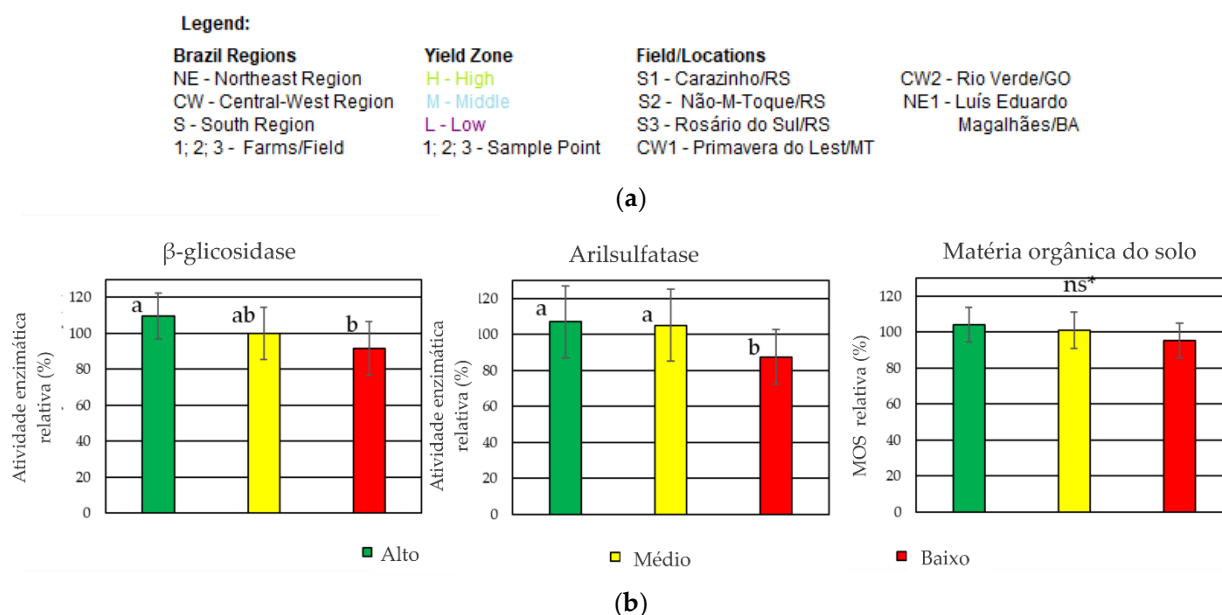 Legend:
Brazil Regions
NE - Northeast Region
CW - Central-West Region
S - South Region
1; 2; 3 - Farms/Field
Yield Zone
H - High
M - Middle
L - Low
1; 2; 3 - Sample Point
Field/Locations
S1 - Carazinho/RS
S2 - Não-M-Toque/RS
S3 - Rosário do Sul/RS
CW1 - Primavera do Lest/MT
CW2 - Rio Verde/GO
NE1 - Luís Eduardo
Magalhães/BA
(a)
β-glicosidase
Atividade enzimática
relativa (%)
120
100
80
60
40
20
0
a
ab
b
Arilsulfatase
Atividade enzimática
relativa (%)
120
100
80
60
40
20
0
a
a
b
Matéria orgânica do solo
MOS relativa (%)
120
100
80
60
40
20
0
ns*
Alto
Médio
Baixo
(b)